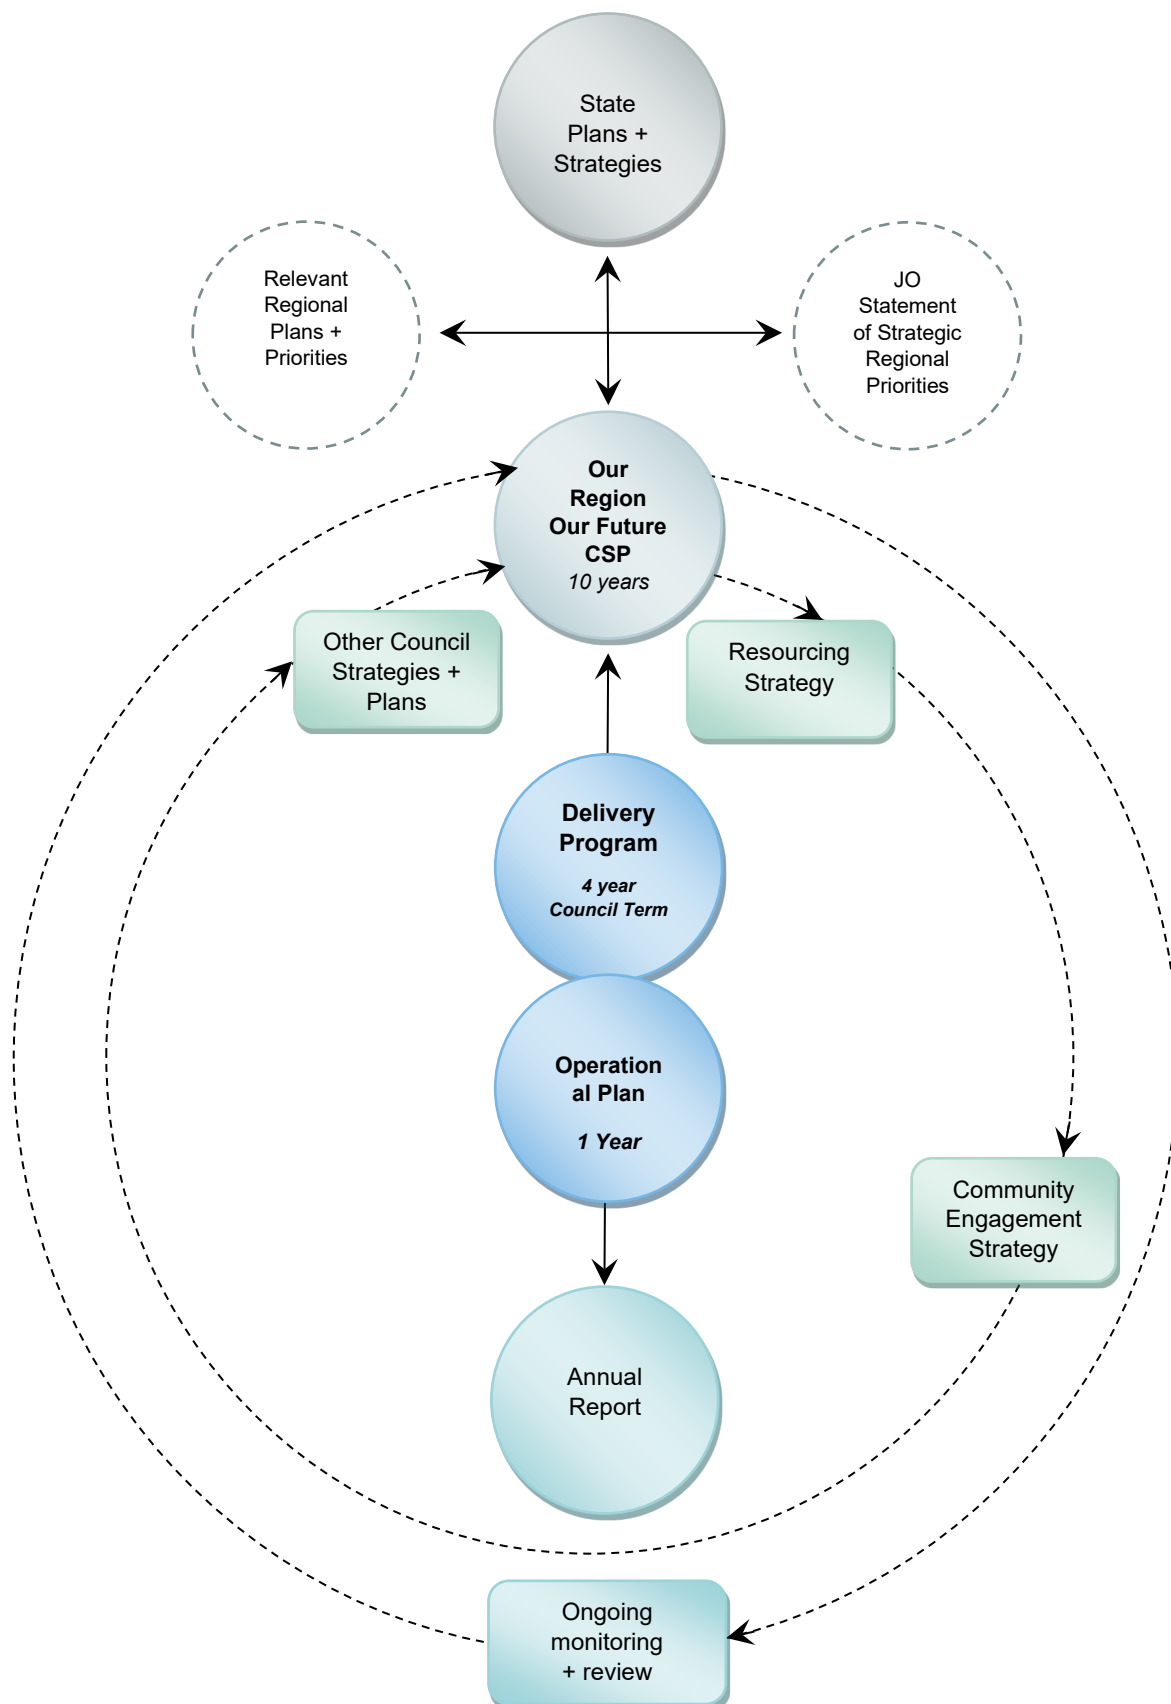 State
Plans +
Strategies
Relevant
Regional
Plans +
Priorities
JO
Statement
of Strategic
Regional
Priorities
Our
Region
Our Future
CSP
10 years
Other Council
Strategies +
Plans
Resourcing
Strategy
Delivery
Program
4 year
Council Term
Operation
al Plan
1 Year
Community
Engagement
Strategy
Annual
Report
Ongoing
monitoring
+ review